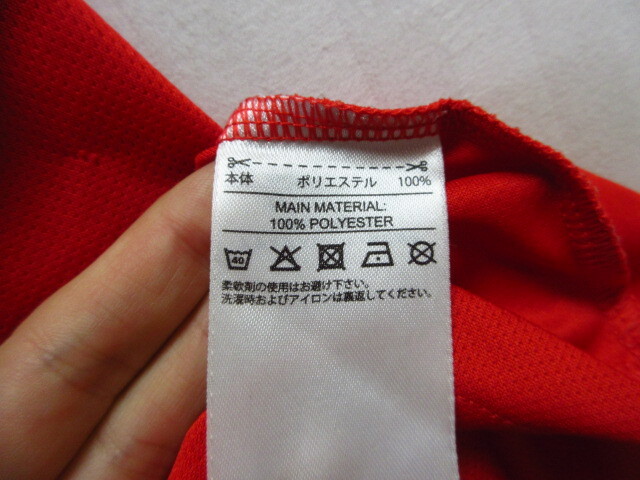 本体 ポリエステル 100%
MAIN MATERIAL:
100% POLYESTER
40
柔軟剤の使用はお避け下さい。
洗濯時およびアイロンは裏返してください。